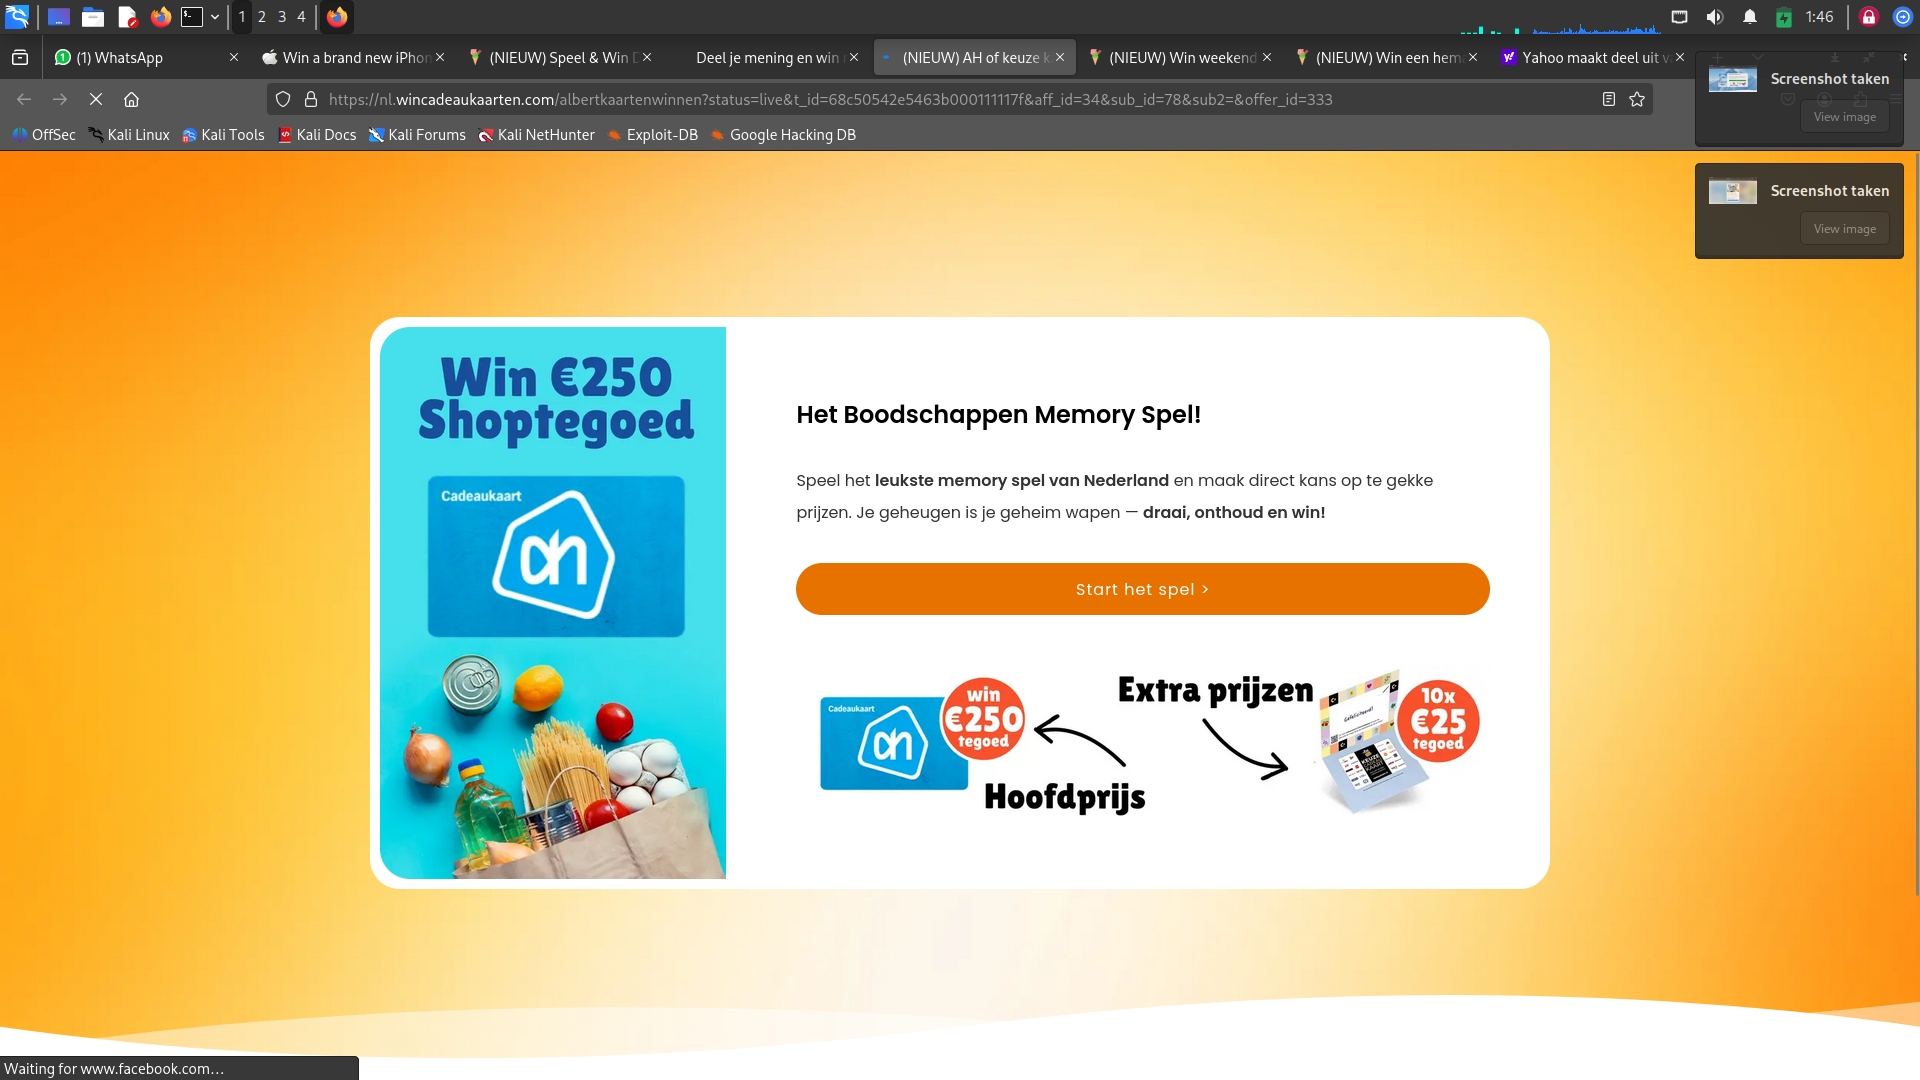 1 2 3 4
1:46
(1) WhatsApp
Win a brand new iPhon
(NIEUW) Speel & Win D
Deel je mening en win
(NIEUW) AH of keuze k
(NIEUW) Win weekend
(NIEUW) Win een hem
Yahoo maakt deel uit v
https://nl.wincadeaukaarten.com/albertkaartenwinnen?status=live&t_id=68c50542e5463b000111117f&aff_id=34&sub_id=78&sub2=&offer_id=333
OffSec
Kali Linux
Kali Tools
Kali Docs
Kali Forums
Kali NetHunter
Exploit-DB
Google Hacking DB
Screenshot taken
View image
Screenshot taken
View image
Win €250
Shoptegoed
Cadeaukaart
Het Boodschappen Memory Spel!
Speel het leukste memory spel van Nederland en maak direct kans op te gekke
prijzen. Je geheugen is je geheim wapen — draai, onthoud en win!
Start het spel >
Cadeaukaart
win
€250
tegoed
Hoofdprijs
Extra prijzen
Gefeliciteerd!
10x
€25
tegoed
Waiting for www.facebook.com…